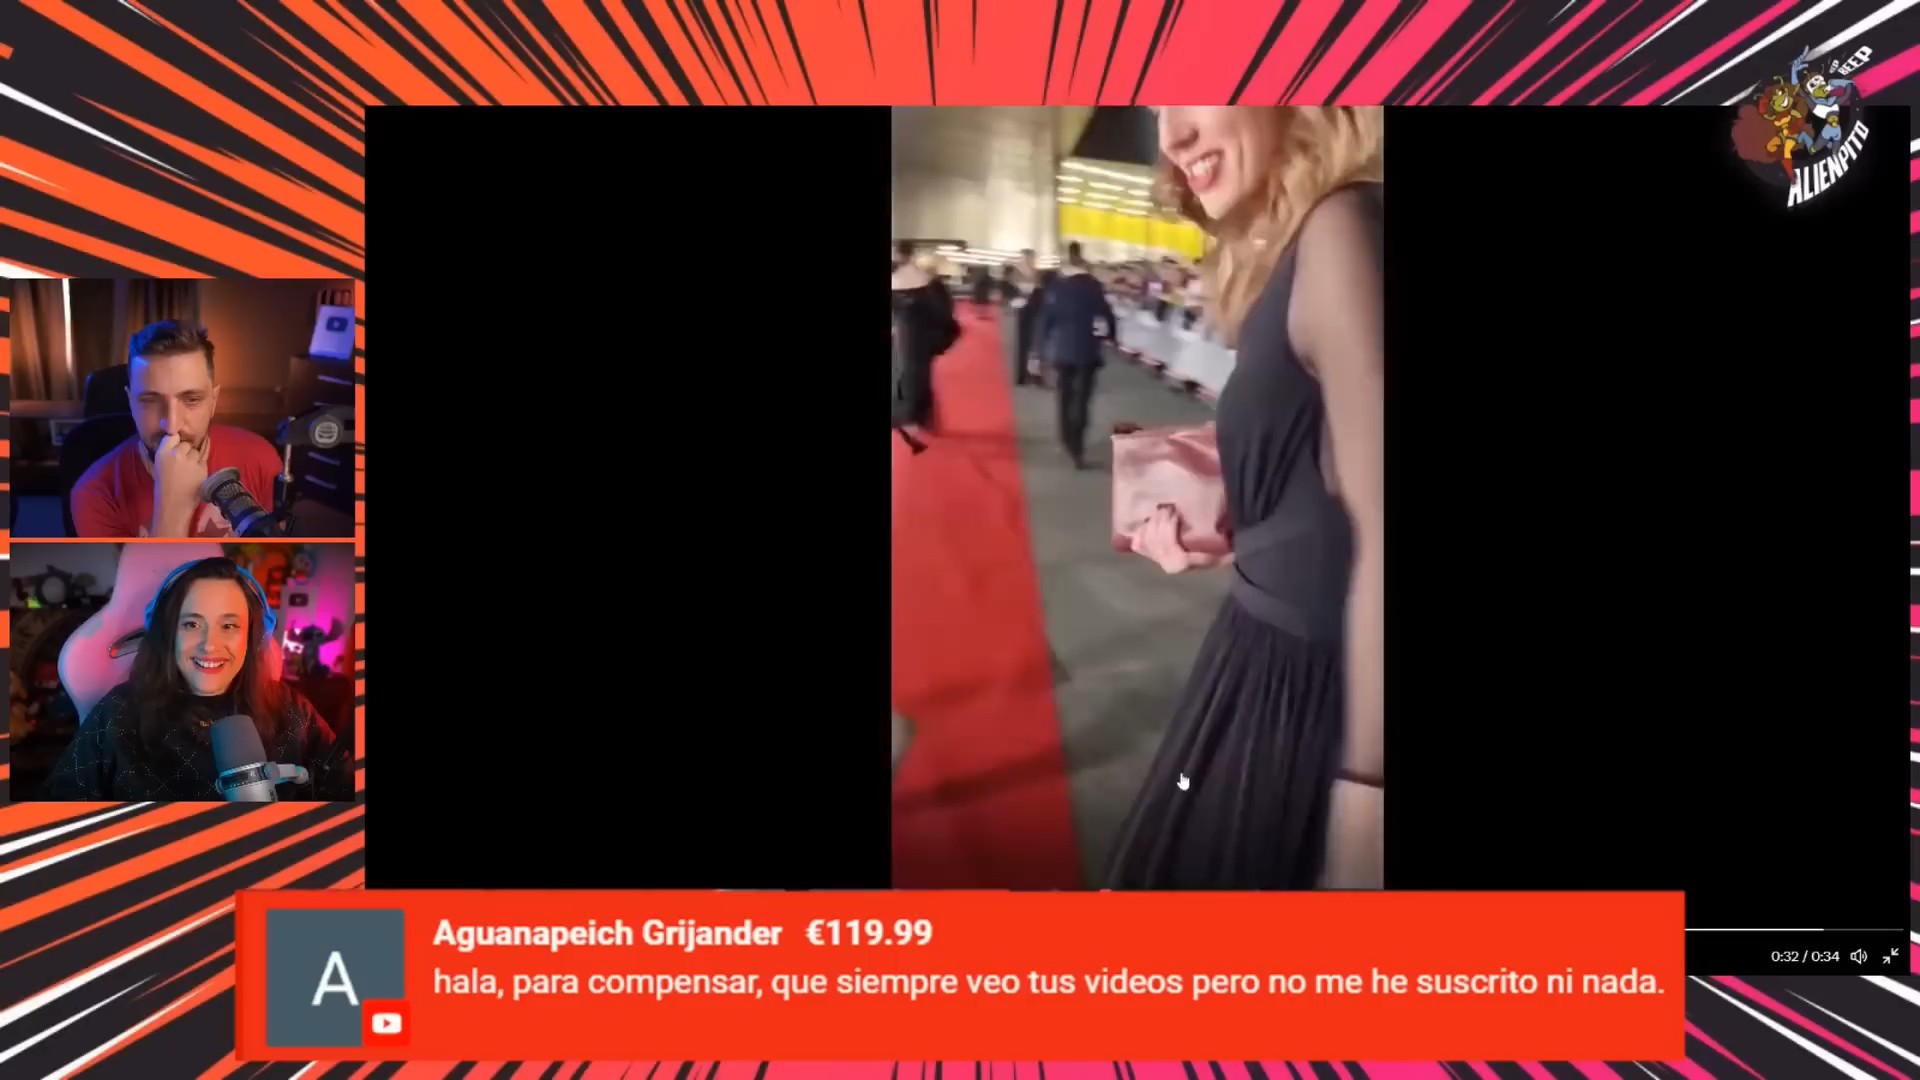 BEEP
ALIENPITO
A
Aguanapeich Grijander €119.99
hala, para compensar, que siempre veo tus videos pero no me he suscrito ni nada.
0:32 / 0:34